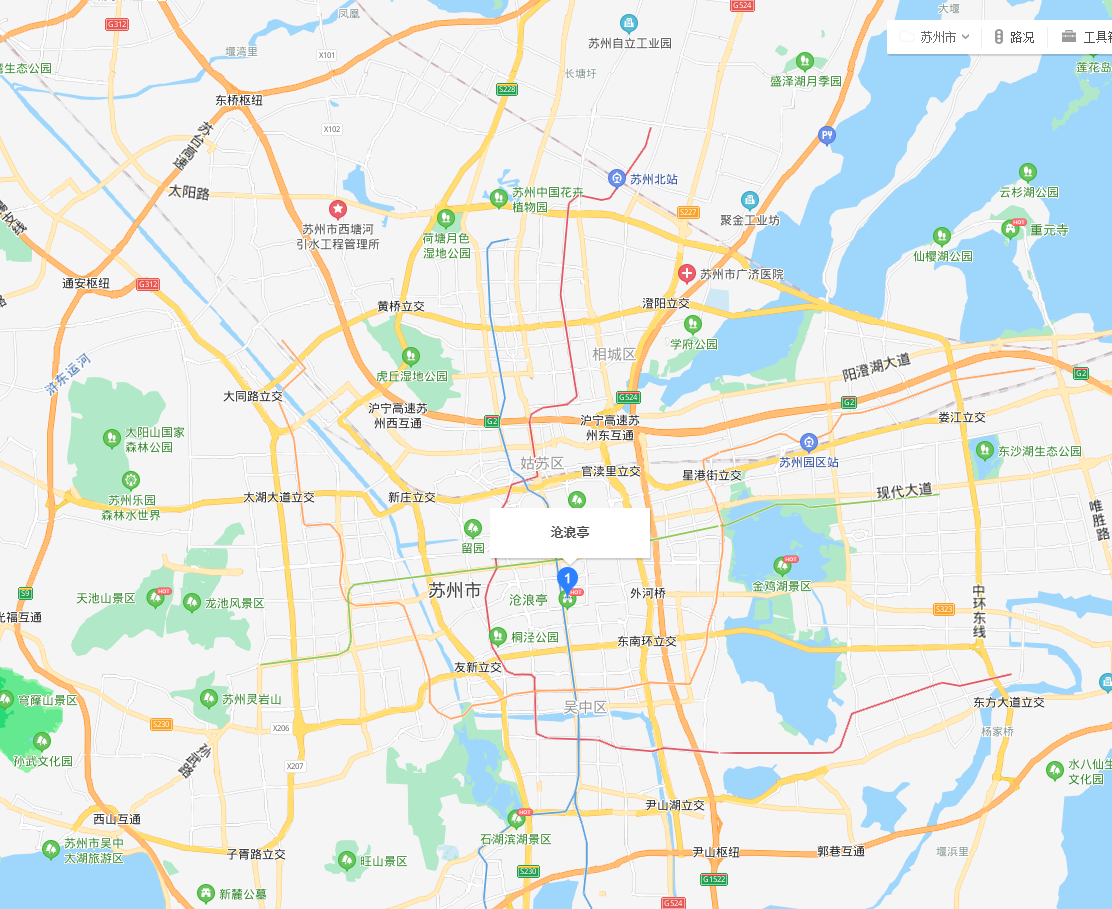 凤凰
大堰
G524
G312
苏州市
路况
工具箱
苏州自立工业园
堰湾里
X101
生态公园
长塘圩
盛泽湖月季园
莲花岛
S228
东桥枢纽
苏台高速
X102
PY
太阳路
苏州北站
云杉湖公园
苏州中国花卉
植物园
S227
聚金工业坊
苏州市西塘河
引水工程管理所
荷塘月色
湿地公园
HOT
重元寺
仙樱湖公园
通安枢纽
G312
苏州市广济医院
黄桥立交
澄阳立交
学府公园
相城区
浒东运河
虎丘湿地公园
阳澄湖大道
G2
大同路立交
G524
G2
沪宁高速苏
州西互通
G2
沪宁高速苏
州东互通
娄江立交
大阳山国家
森林公园
苏州园区站
东沙湖生态公园
姑苏区
官渎里立交
星港街立交
苏州乐园
森林水世界
太湖大道立交
新庄立交
现代大道
唯胜路
沧浪亭
留园
HOT
金鸡湖景区
1
苏州市
沧浪亭
HOT
外河桥
S9
天池山景区
HOT
龙池风景区
S323
中环东线
光福互通
桐泾公园
东南环立交
友新立交
穹窿山景区
苏州灵岩山
吴中区
东方大道立交
S230
X206
杨家桥
孙武路
孙武文化园
X207
水八仙生
文化园
尹山湖立交
西山互通
HOT
石湖滨湖景区
苏州市吴中
太湖旅游区
子胥路立交
旺山景区
尹山枢纽
郭巷互通
堰浜里
S230
G1522
新麓公墓
G524